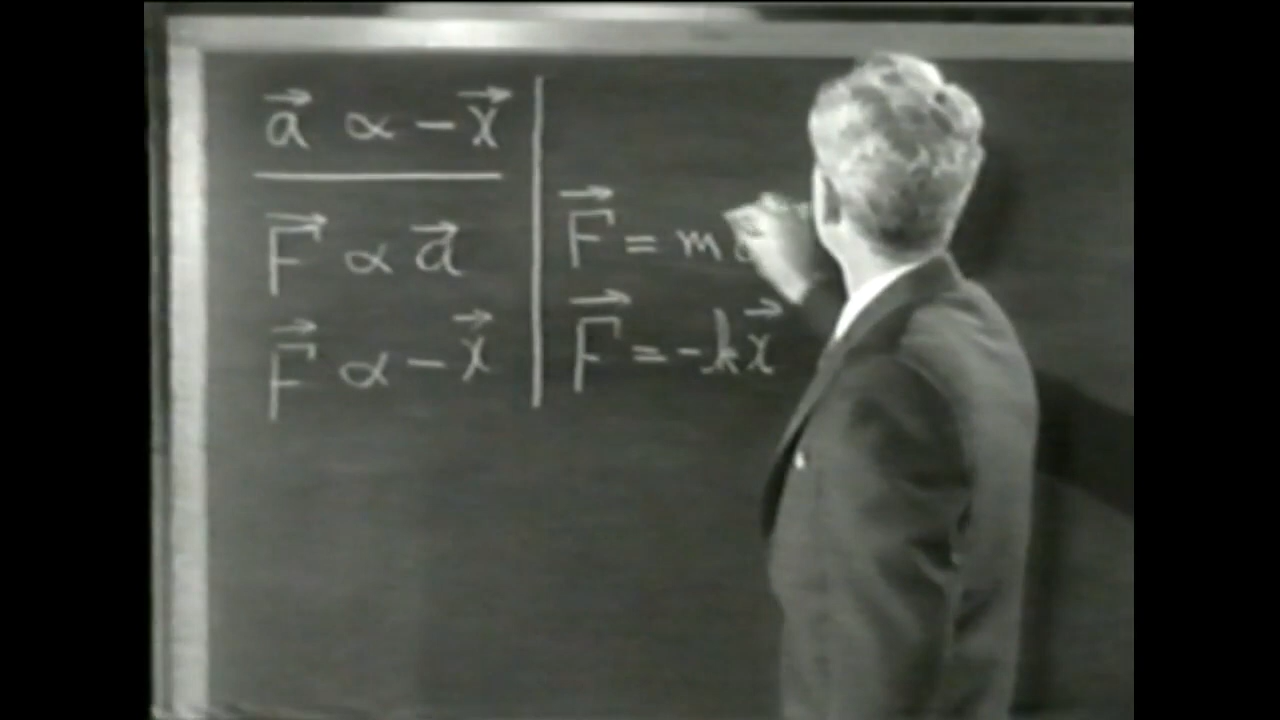 a⃗ ∝ -x⃗
F⃗ ∝ a⃗
F⃗ ∝ -x⃗
F⃗ = m
F⃗ = -kx⃗